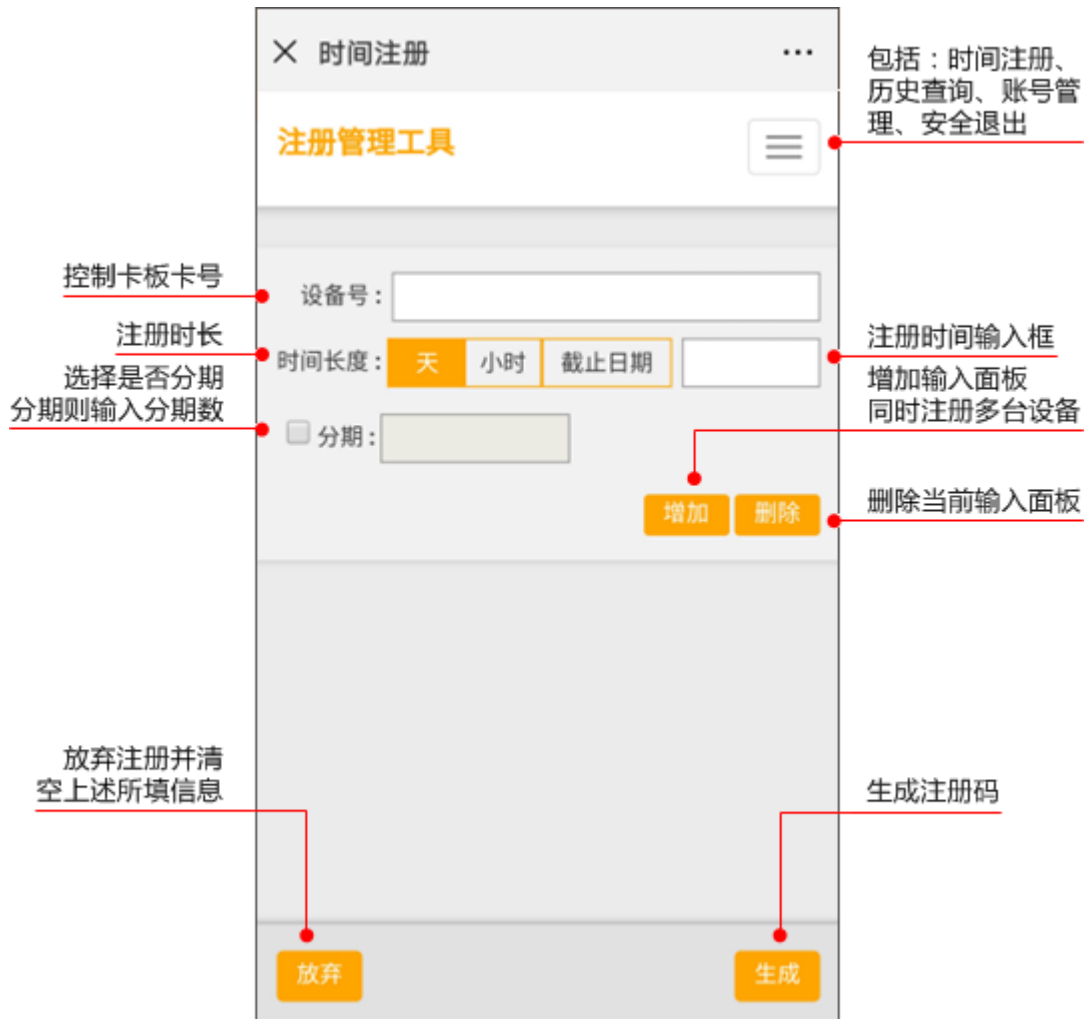 时间注册
包括：时间注册、
历史查询、账号管
理、安全退出
注册管理工具
控制卡板卡号
设备号：
注册时长
时间长度：
天
小时
截止日期
注册时间输入框
选择是否分期
分期则输入分期数
分期：
增加输入面板
同时注册多台设备
增加
删除
删除当前输入面板
放弃注册并清
空上述所填信息
生成注册码
放弃
生成